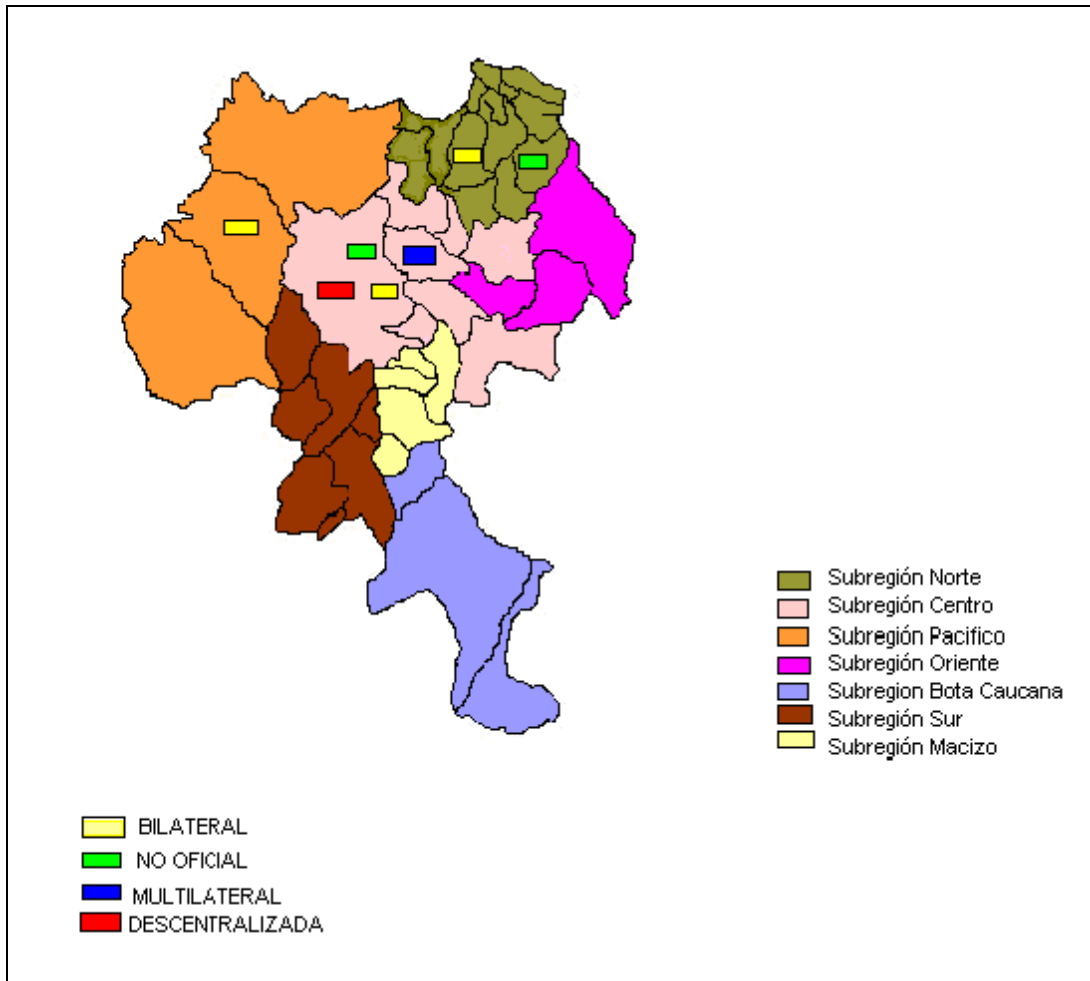 Subregión Norte
Subregión Centro
Subregión Pacifico
Subregión Oriente
Subregion Bota Caucana
Subregión Sur
Subregión Macizo
BILATERAL
NO OFICIAL
MULTILATERAL
DESCENTRALIZADA